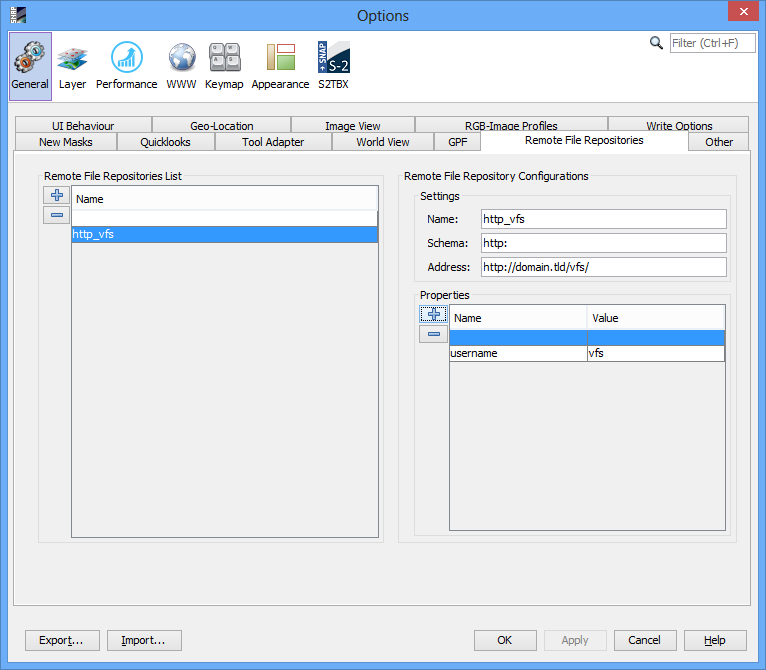 Options
General Layer Performance WWW Keymap Appearance S2TBX
Filter (Ctrl+F)
UI Behaviour Geo-Location Image View RGB-Image Profiles Write Options
New Masks Quicklooks Tool Adapter World View GPF Remote File Repositories Other
Remote File Repositories List
Name
http_vfs
Remote File Repository Configurations
Settings
Name: http_vfs
Schema: http:
Address: http://domain.tld/vfs/
Properties
Name Value
username vfs
Export... Import... OK Apply Cancel Help